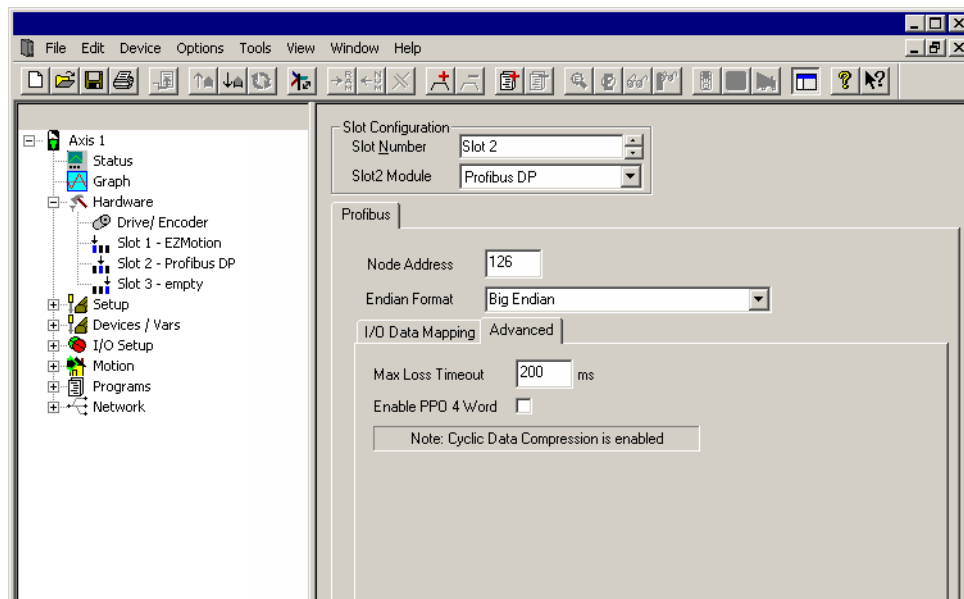 File Edit Device Options Tools View Window Help
Axis 1
Status
Graph
Hardware
Drive/ Encoder
Slot 1 - EZMotion
Slot 2 - Profibus DP
Slot 3 - empty
Setup
Devices / Vars
I/O Setup
Motion
Programs
Network
Slot Configuration
Slot Number Slot 2
Slot2 Module Profibus DP
Profibus
Node Address 126
Endian Format Big Endian
I/O Data Mapping Advanced
Max Loss Timeout 200 ms
Enable PPO 4 Word
Note: Cyclic Data Compression is enabled